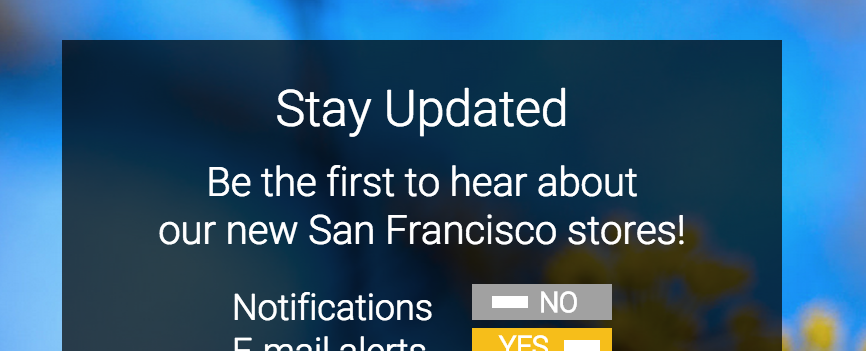 Stay Updated
Be the first to hear about
our new San Francisco stores!
Notifications NO
E-mail alerts YES